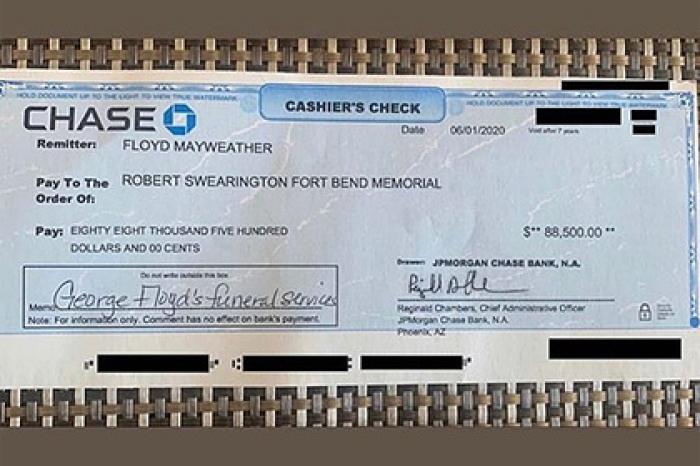 HOLD DOCUMENT UP TO THE LIGHT TO VIEW TRUE WATERMARK
HOLD DOCUMENT UP TO THE LIGHT TO VIEW TRUE WATERMARK
CASHIER'S CHECK
CHASE
Date 06/01/2020 Void after 7 years
Remitter: FLOYD MAYWEATHER
Pay To The
Order Of: ROBERT SWEARINGTON FORT BEND MEMORIAL
Pay: EIGHTY EIGHT THOUSAND FIVE HUNDRED
DOLLARS AND 00 CENTS
$** 88,500.00 **
Do not write outside this box
Memo: George Floyd's funeral services
Note: For information only. Comment has no effect on bank's payment.
Drawer: JPMORGAN CHASE BANK, N.A.
Reginald Chambers, Chief Administrative Officer
JPMorgan Chase Bank, N.A.
Phoenix, AZ